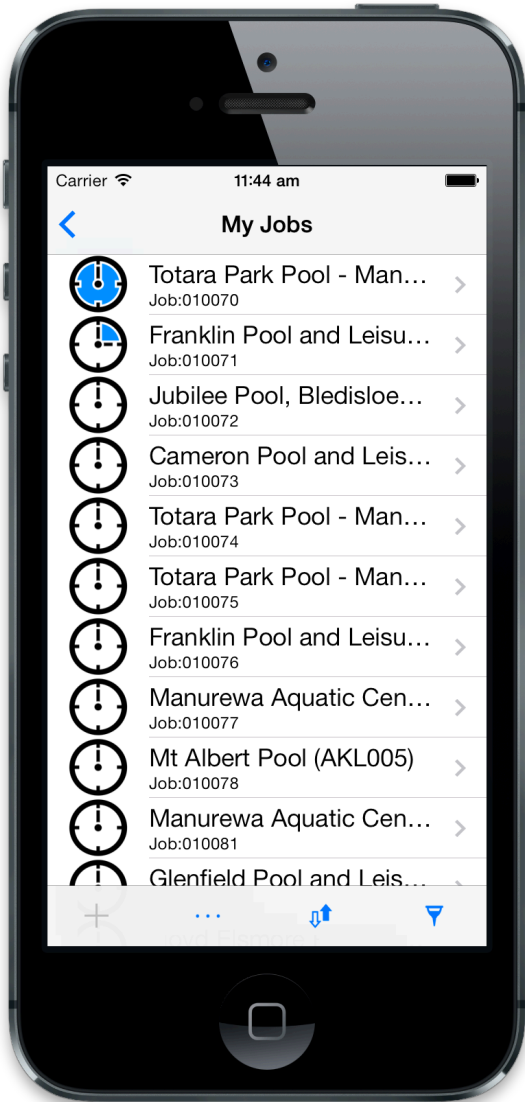 Carrier 11:44 am
My Jobs
Totara Park Pool - Man...
Job:010070
Franklin Pool and Leisu...
Job:010071
Jubilee Pool, Bledisloe...
Job:010072
Cameron Pool and Leis...
Job:010073
Totara Park Pool - Man...
Job:010074
Totara Park Pool - Man...
Job:010075
Franklin Pool and Leisu...
Job:010076
Manurewa Aquatic Cen...
Job:010077
Mt Albert Pool (AKL005)
Job:010078
Manurewa Aquatic Cen...
Job:010081
Glenfield Pool and Leis...